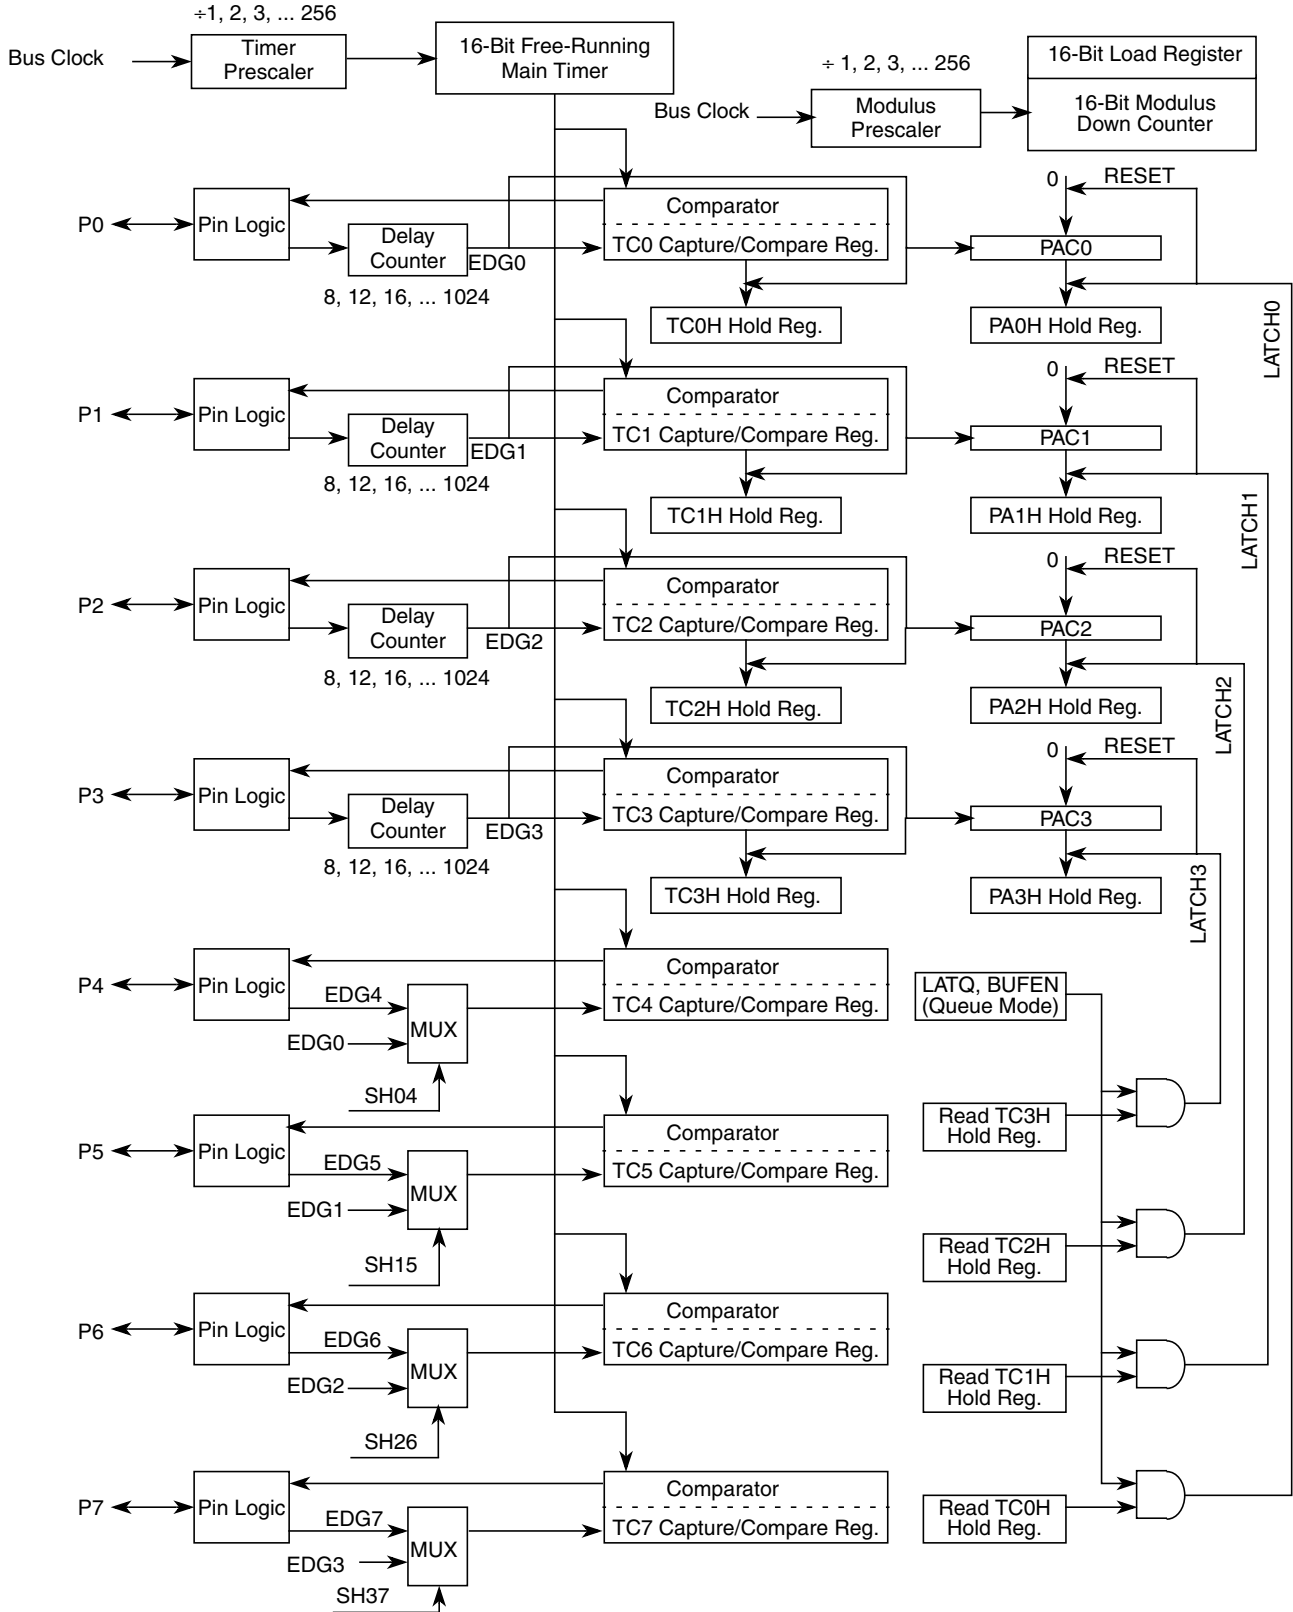 ÷1, 2, 3, ... 256
Bus Clock
Timer
Prescaler
16-Bit Free-Running
Main Timer
÷ 1, 2, 3, ... 256
Bus Clock
Modulus
Prescaler
16-Bit Load Register
16-Bit Modulus
Down Counter
P0
Pin Logic
Delay
Counter
EDG0
8, 12, 16, ... 1024
Comparator
TC0 Capture/Compare Reg.
TC0H Hold Reg.
0
RESET
PAC0
PA0H Hold Reg.
LATCH0
P1
Pin Logic
Delay
Counter
EDG1
8, 12, 16, ... 1024
Comparator
TC1 Capture/Compare Reg.
TC1H Hold Reg.
0
RESET
PAC1
PA1H Hold Reg.
LATCH1
P2
Pin Logic
Delay
Counter
EDG2
8, 12, 16, ... 1024
Comparator
TC2 Capture/Compare Reg.
TC2H Hold Reg.
0
RESET
PAC2
PA2H Hold Reg.
LATCH2
P3
Pin Logic
Delay
Counter
EDG3
8, 12, 16, ... 1024
Comparator
TC3 Capture/Compare Reg.
TC3H Hold Reg.
0
RESET
PAC3
PA3H Hold Reg.
LATCH3
P4
Pin Logic
EDG4
EDG0
MUX
SH04
Comparator
TC4 Capture/Compare Reg.
LATQ, BUFEN
(Queue Mode)
P5
Pin Logic
EDG5
EDG1
MUX
SH15
Comparator
TC5 Capture/Compare Reg.
Read TC3H
Hold Reg.
Read TC2H
Hold Reg.
P6
Pin Logic
EDG6
EDG2
MUX
SH26
Comparator
TC6 Capture/Compare Reg.
Read TC1H
Hold Reg.
P7
Pin Logic
EDG7
EDG3
MUX
SH37
Comparator
TC7 Capture/Compare Reg.
Read TC0H
Hold Reg.